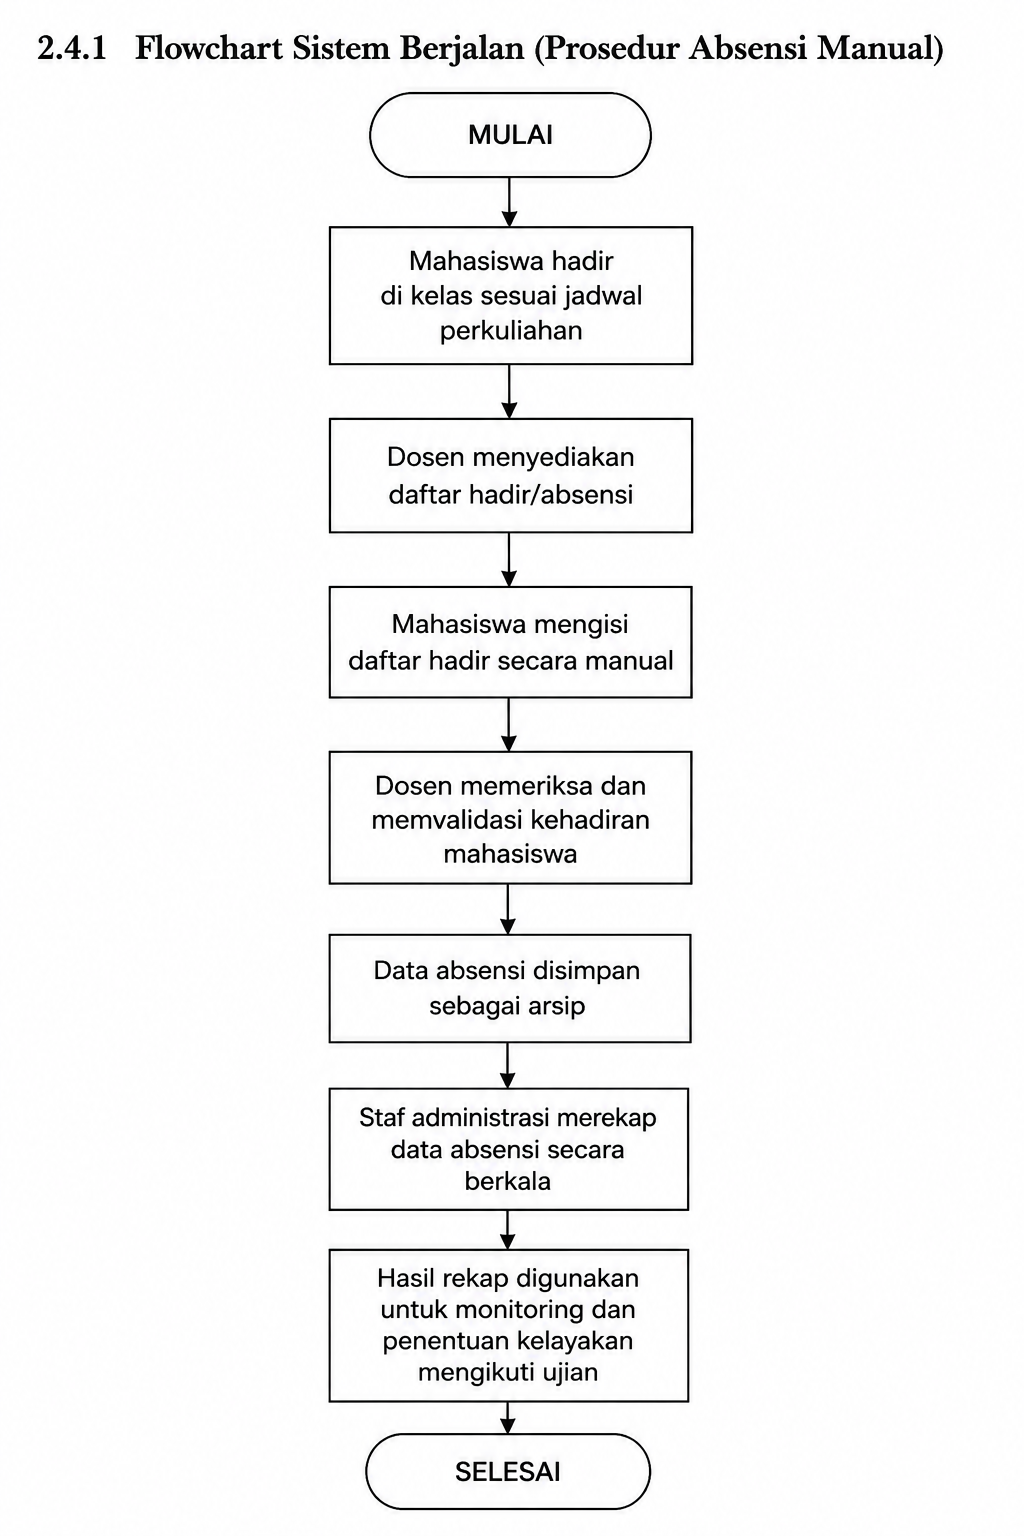 2.4.1 Flowchart Sistem Berjalan (Prosedur Absensi Manual)
MULAI
Mahasiswa hadir
di kelas sesuai jadwal
perkuliahan
Dosen menyediakan
daftar hadir/absensi
Mahasiswa mengisi
daftar hadir secara manual
Dosen memeriksa dan
memvalidasi kehadiran
mahasiswa
Data absensi disimpan
sebagai arsip
Staf administrasi merekap
data absensi secara
berkala
Hasil rekap digunakan
untuk monitoring dan
penentuan kelayakan
mengikuti ujian
SELESAI